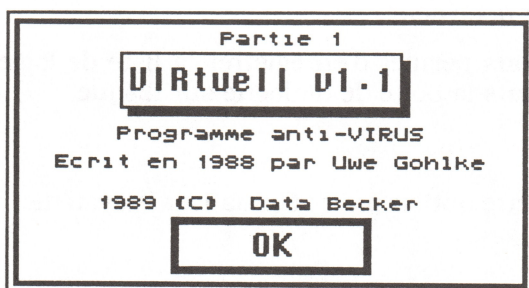 Partie 1
VIRtuell v1.1
Programme anti-VIRUS
Ecrit en 1988 par Uwe Gohlke
1989 (C) Data Becker
OK